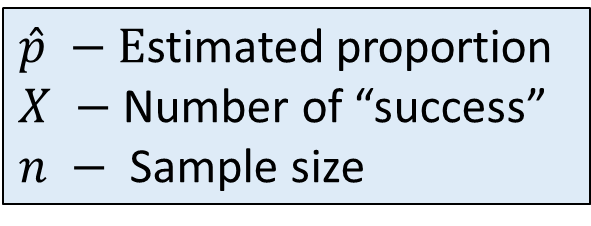 p̂ – Estimated proportion
X – Number of “success”
n – Sample size